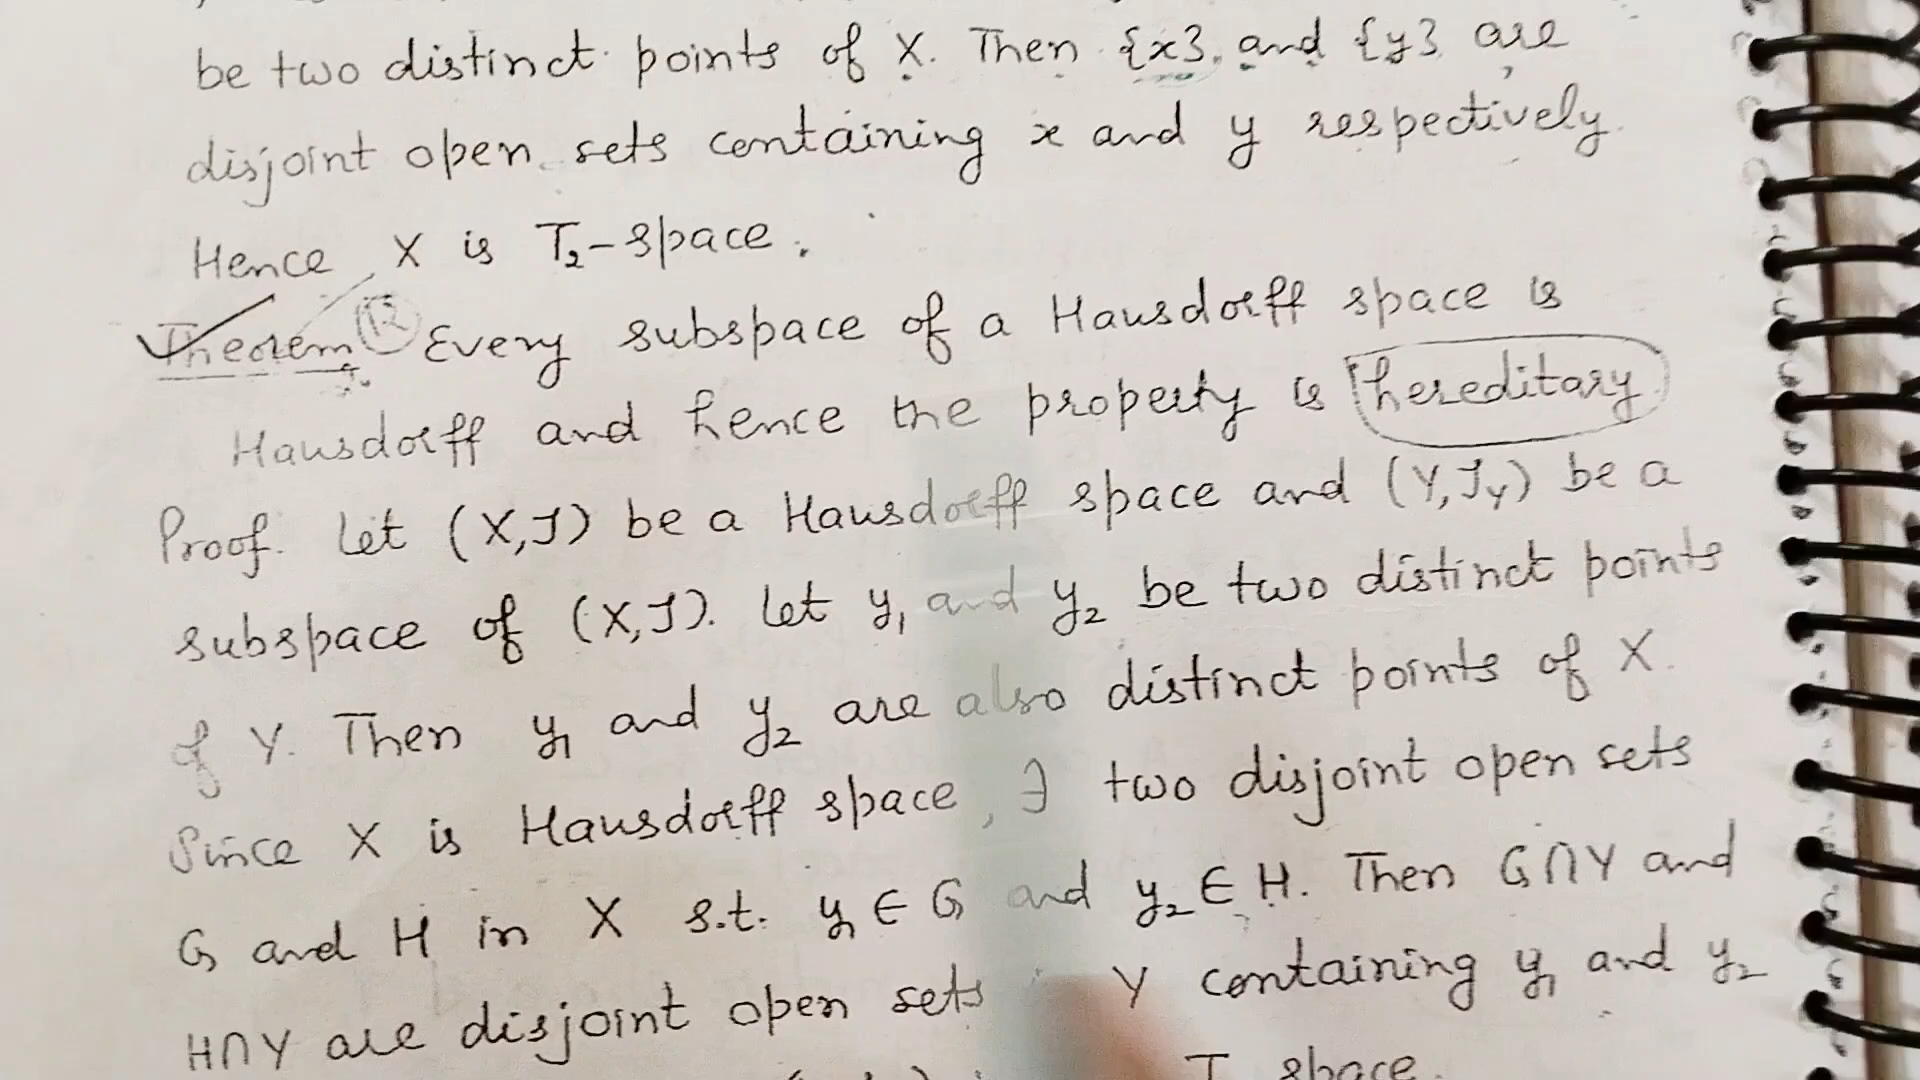 be two distinct points of X. Then {x} and {y} are
disjoint open sets containing x and y respectively
Hence X is T₂-space.
Theorem 12 Every subspace of a Hausdorff space is
Hausdorff and hence the property is hereditary
Proof. Let (X,J) be a Hausdorff space and (Y,J_Y) be a
subspace of (X,J). Let y₁ and y₂ be two distinct points
of Y. Then y₁ and y₂ are also distinct points of X.
Since X is Hausdorff space, ∃ two disjoint open sets
G and H in X s.t. y₁ ∈ G and y₂ ∈ H. Then G∩Y and
H∩Y are disjoint open sets Y containing y₁ and y₂
T space.